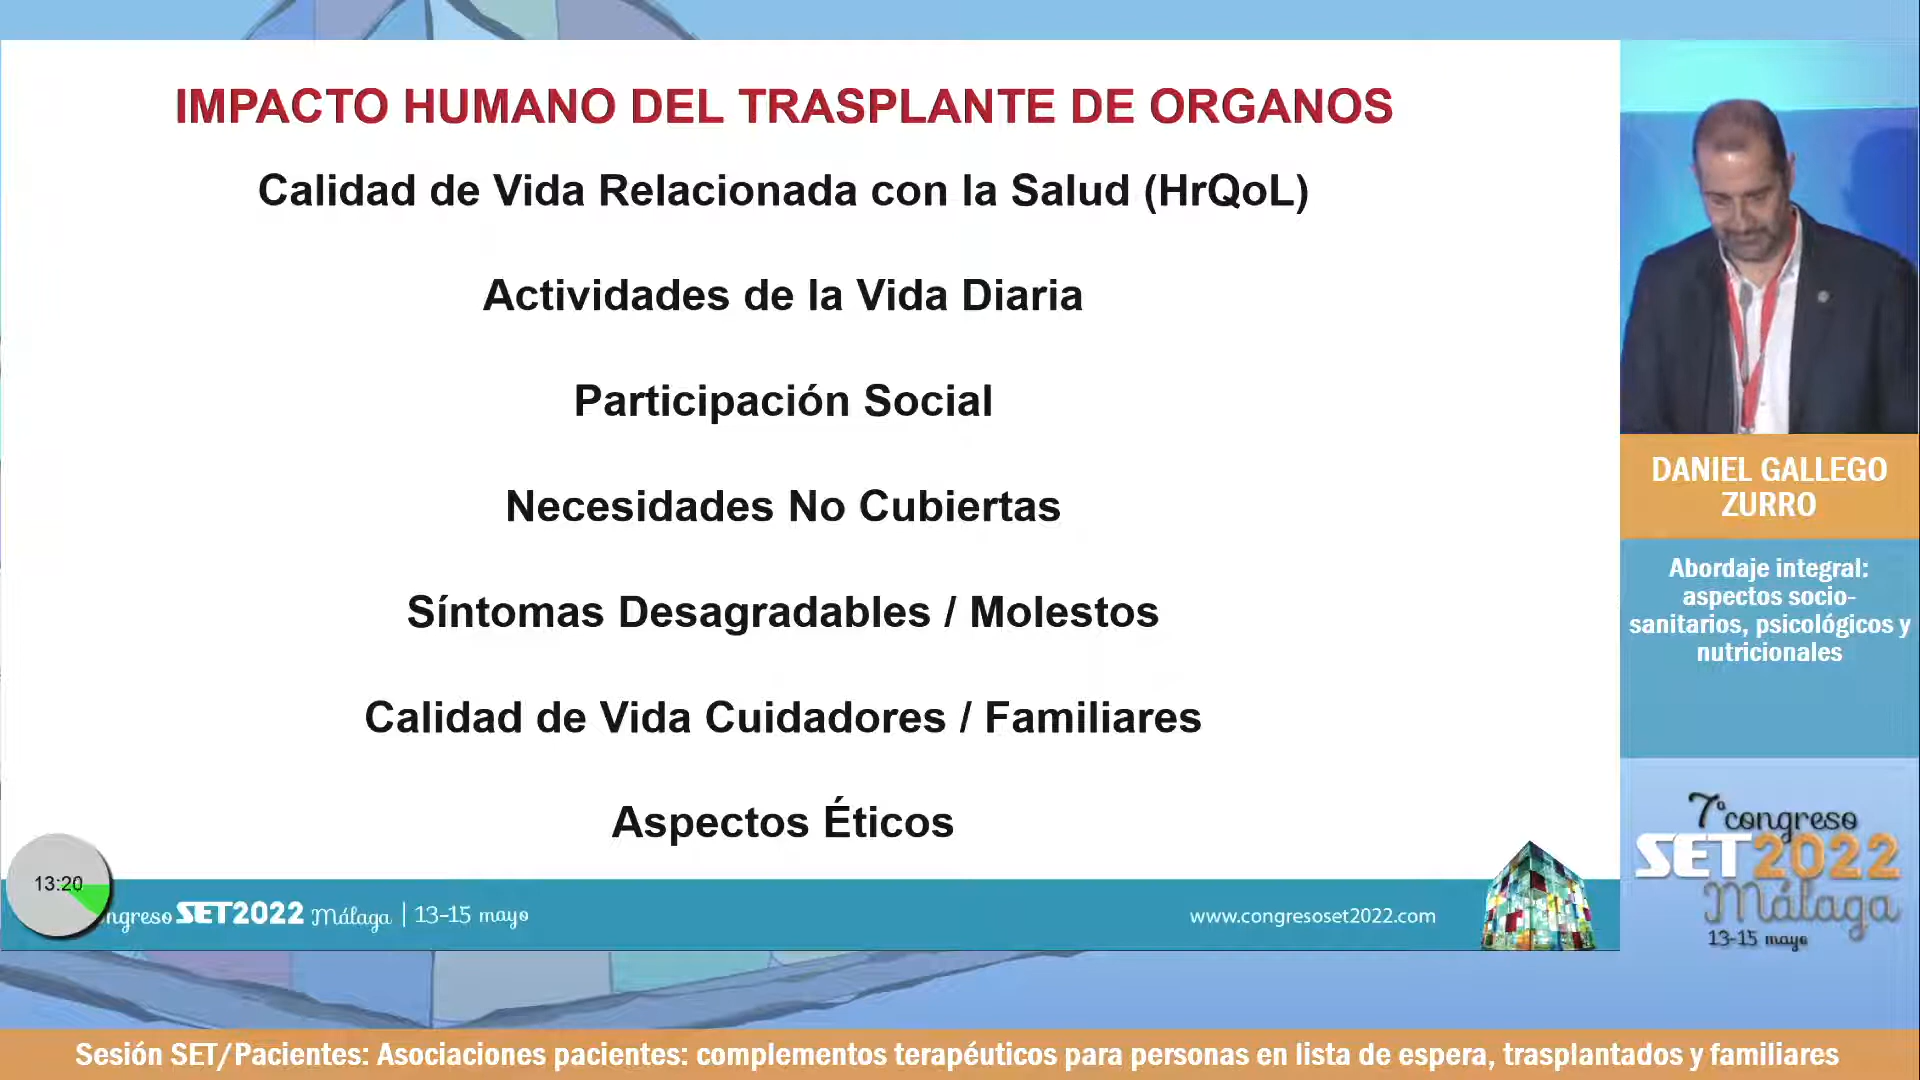 IMPACTO HUMANO DEL TRASPLANTE DE ORGANOS
Calidad de Vida Relacionada con la Salud (HrQoL)
Actividades de la Vida Diaria
Participación Social
Necesidades No Cubiertas
Síntomas Desagradables / Molestos
Calidad de Vida Cuidadores / Familiares
Aspectos Éticos
13:20
ngreso SET2022 Málaga | 13-15 mayo
www.congresoset2022.com
DANIEL GALLEGO
ZURRO
Abordaje integral:
aspectos socio-
sanitarios, psicológicos y
nutricionales
7º congreso
SET2022
Málaga
13-15 mayo
Sesión SET/Pacientes: Asociaciones pacientes: complementos terapéuticos para personas en lista de espera, trasplantados y familiares